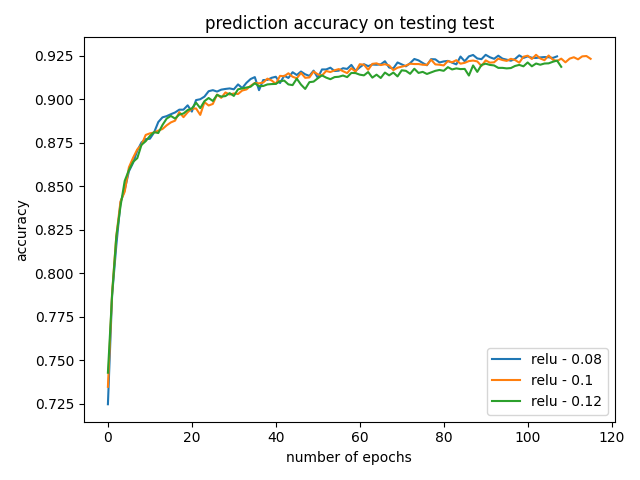 prediction accuracy on testing test
accuracy
0.925
0.900
0.875
0.850
0.825
0.800
0.775
0.750
0.725
relu - 0.08
relu - 0.1
relu - 0.12
0 20 40 60 80 100 120
number of epochs